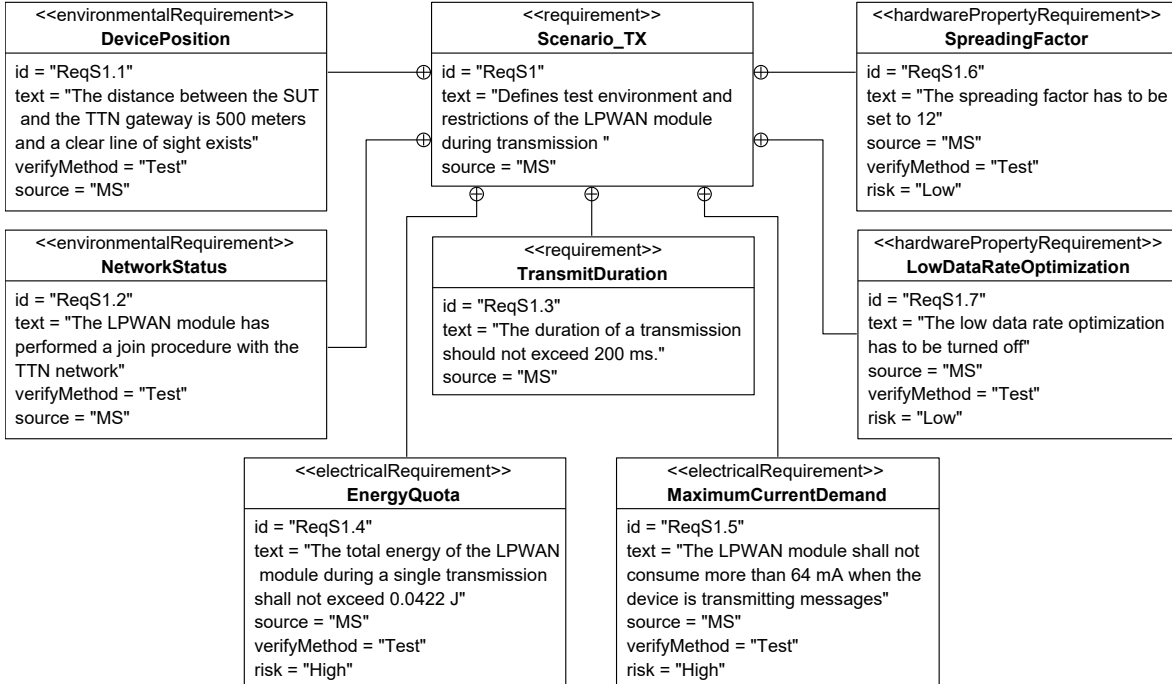 <<environmentalRequirement>>
DevicePosition
id = "ReqS1.1"
text = "The distance between the SUT
and the TTN gateway is 500 meters
and a clear line of sight exists"
verifyMethod = "Test"
source = "MS"
<<requirement>>
Scenario_TX
id = "ReqS1"
text = "Defines test environment and
restrictions of the LPWAN module
during transmission "
source = "MS"
<<hardwarePropertyRequirement>>
SpreadingFactor
id = "ReqS1.6"
text = "The spreading factor has to be
set to 12"
source = "MS"
verifyMethod = "Test"
risk = "Low"
<<environmentalRequirement>>
NetworkStatus
id = "ReqS1.2"
text = "The LPWAN module has
performed a join procedure with the
TTN network"
verifyMethod = "Test"
source = "MS"
<<requirement>>
TransmitDuration
id = "ReqS1.3"
text = "The duration of a transmission
should not exceed 200 ms."
source = "MS"
<<hardwarePropertyRequirement>>
LowDataRateOptimization
id = "ReqS1.7"
text = "The low data rate optimization
has to be turned off"
source = "MS"
verifyMethod = "Test"
risk = "Low"
<<electricalRequirement>>
EnergyQuota
id = "ReqS1.4"
text = "The total energy of the LPWAN
module during a single transmission
shall not exceed 0.0422 J"
source = "MS"
verifyMethod = "Test"
risk = "High"
<<electricalRequirement>>
MaximumCurrentDemand
id = "ReqS1.5"
text = "The LPWAN module shall not
consume more than 64 mA when the
device is transmitting messages"
source = "MS"
verifyMethod = "Test"
risk = "High"